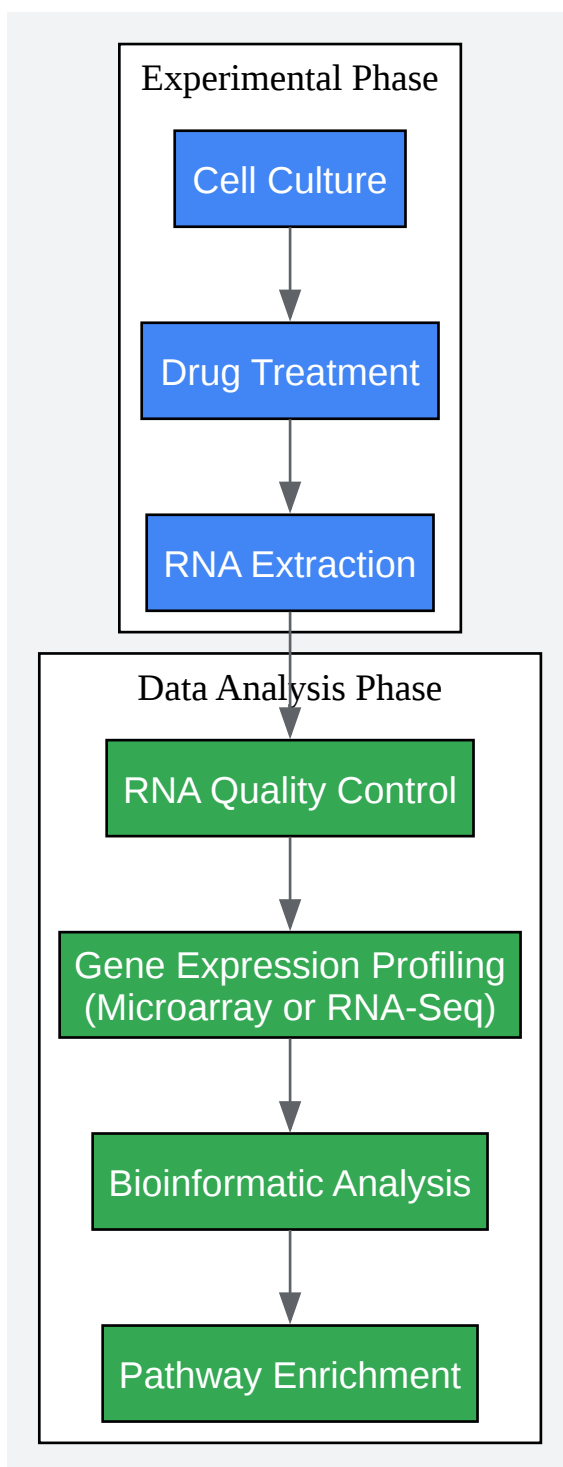 Experimental Phase
Cell Culture
Drug Treatment
RNA Extraction
Data Analysis Phase
RNA Quality Control
Gene Expression Profiling
(Microarray or RNA-Seq)
Bioinformatic Analysis
Pathway Enrichment